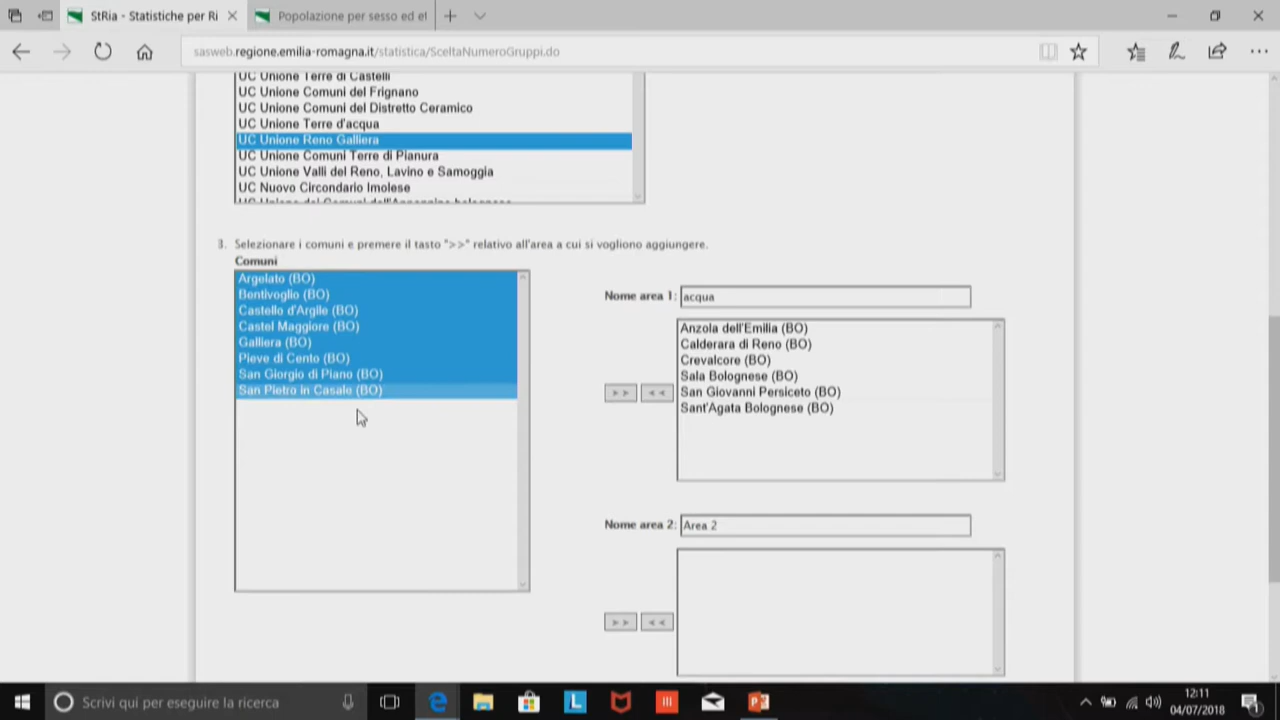 StRia - Statistiche per Ri
Popolazione per sesso ed et
sasweb.regione.emilia-romagna.it/statistica/SceltaNumeroGruppi.do
UC Unione Terre di Castelli
UC Unione Comuni del Frignano
UC Unione Comuni del Distretto Ceramico
UC Unione Terre d'acqua
UC Unione Reno Galliera
UC Unione Comuni Terre di Pianura
UC Unione Valli del Reno, Lavino e Samoggia
UC Nuovo Circondario Imolese
UC Unione dei Comuni dell'Appennino bolognese
3. Selezionare i comuni e premere il tasto ">>" relativo all'area a cui si vogliono aggiungere.
Comuni
Argelato (BO)
Bentivoglio (BO)
Castello d'Argile (BO)
Castel Maggiore (BO)
Galliera (BO)
Pieve di Cento (BO)
San Giorgio di Piano (BO)
San Pietro in Casale (BO)
Nome area 1: acqua
Anzola dell'Emilia (BO)
Calderara di Reno (BO)
Crevalcore (BO)
Sala Bolognese (BO)
San Giovanni Persiceto (BO)
Sant'Agata Bolognese (BO)
>> <<
Nome area 2: Area 2
>> <<
Scrivi qui per eseguire la ricerca
12:11
04/07/2018